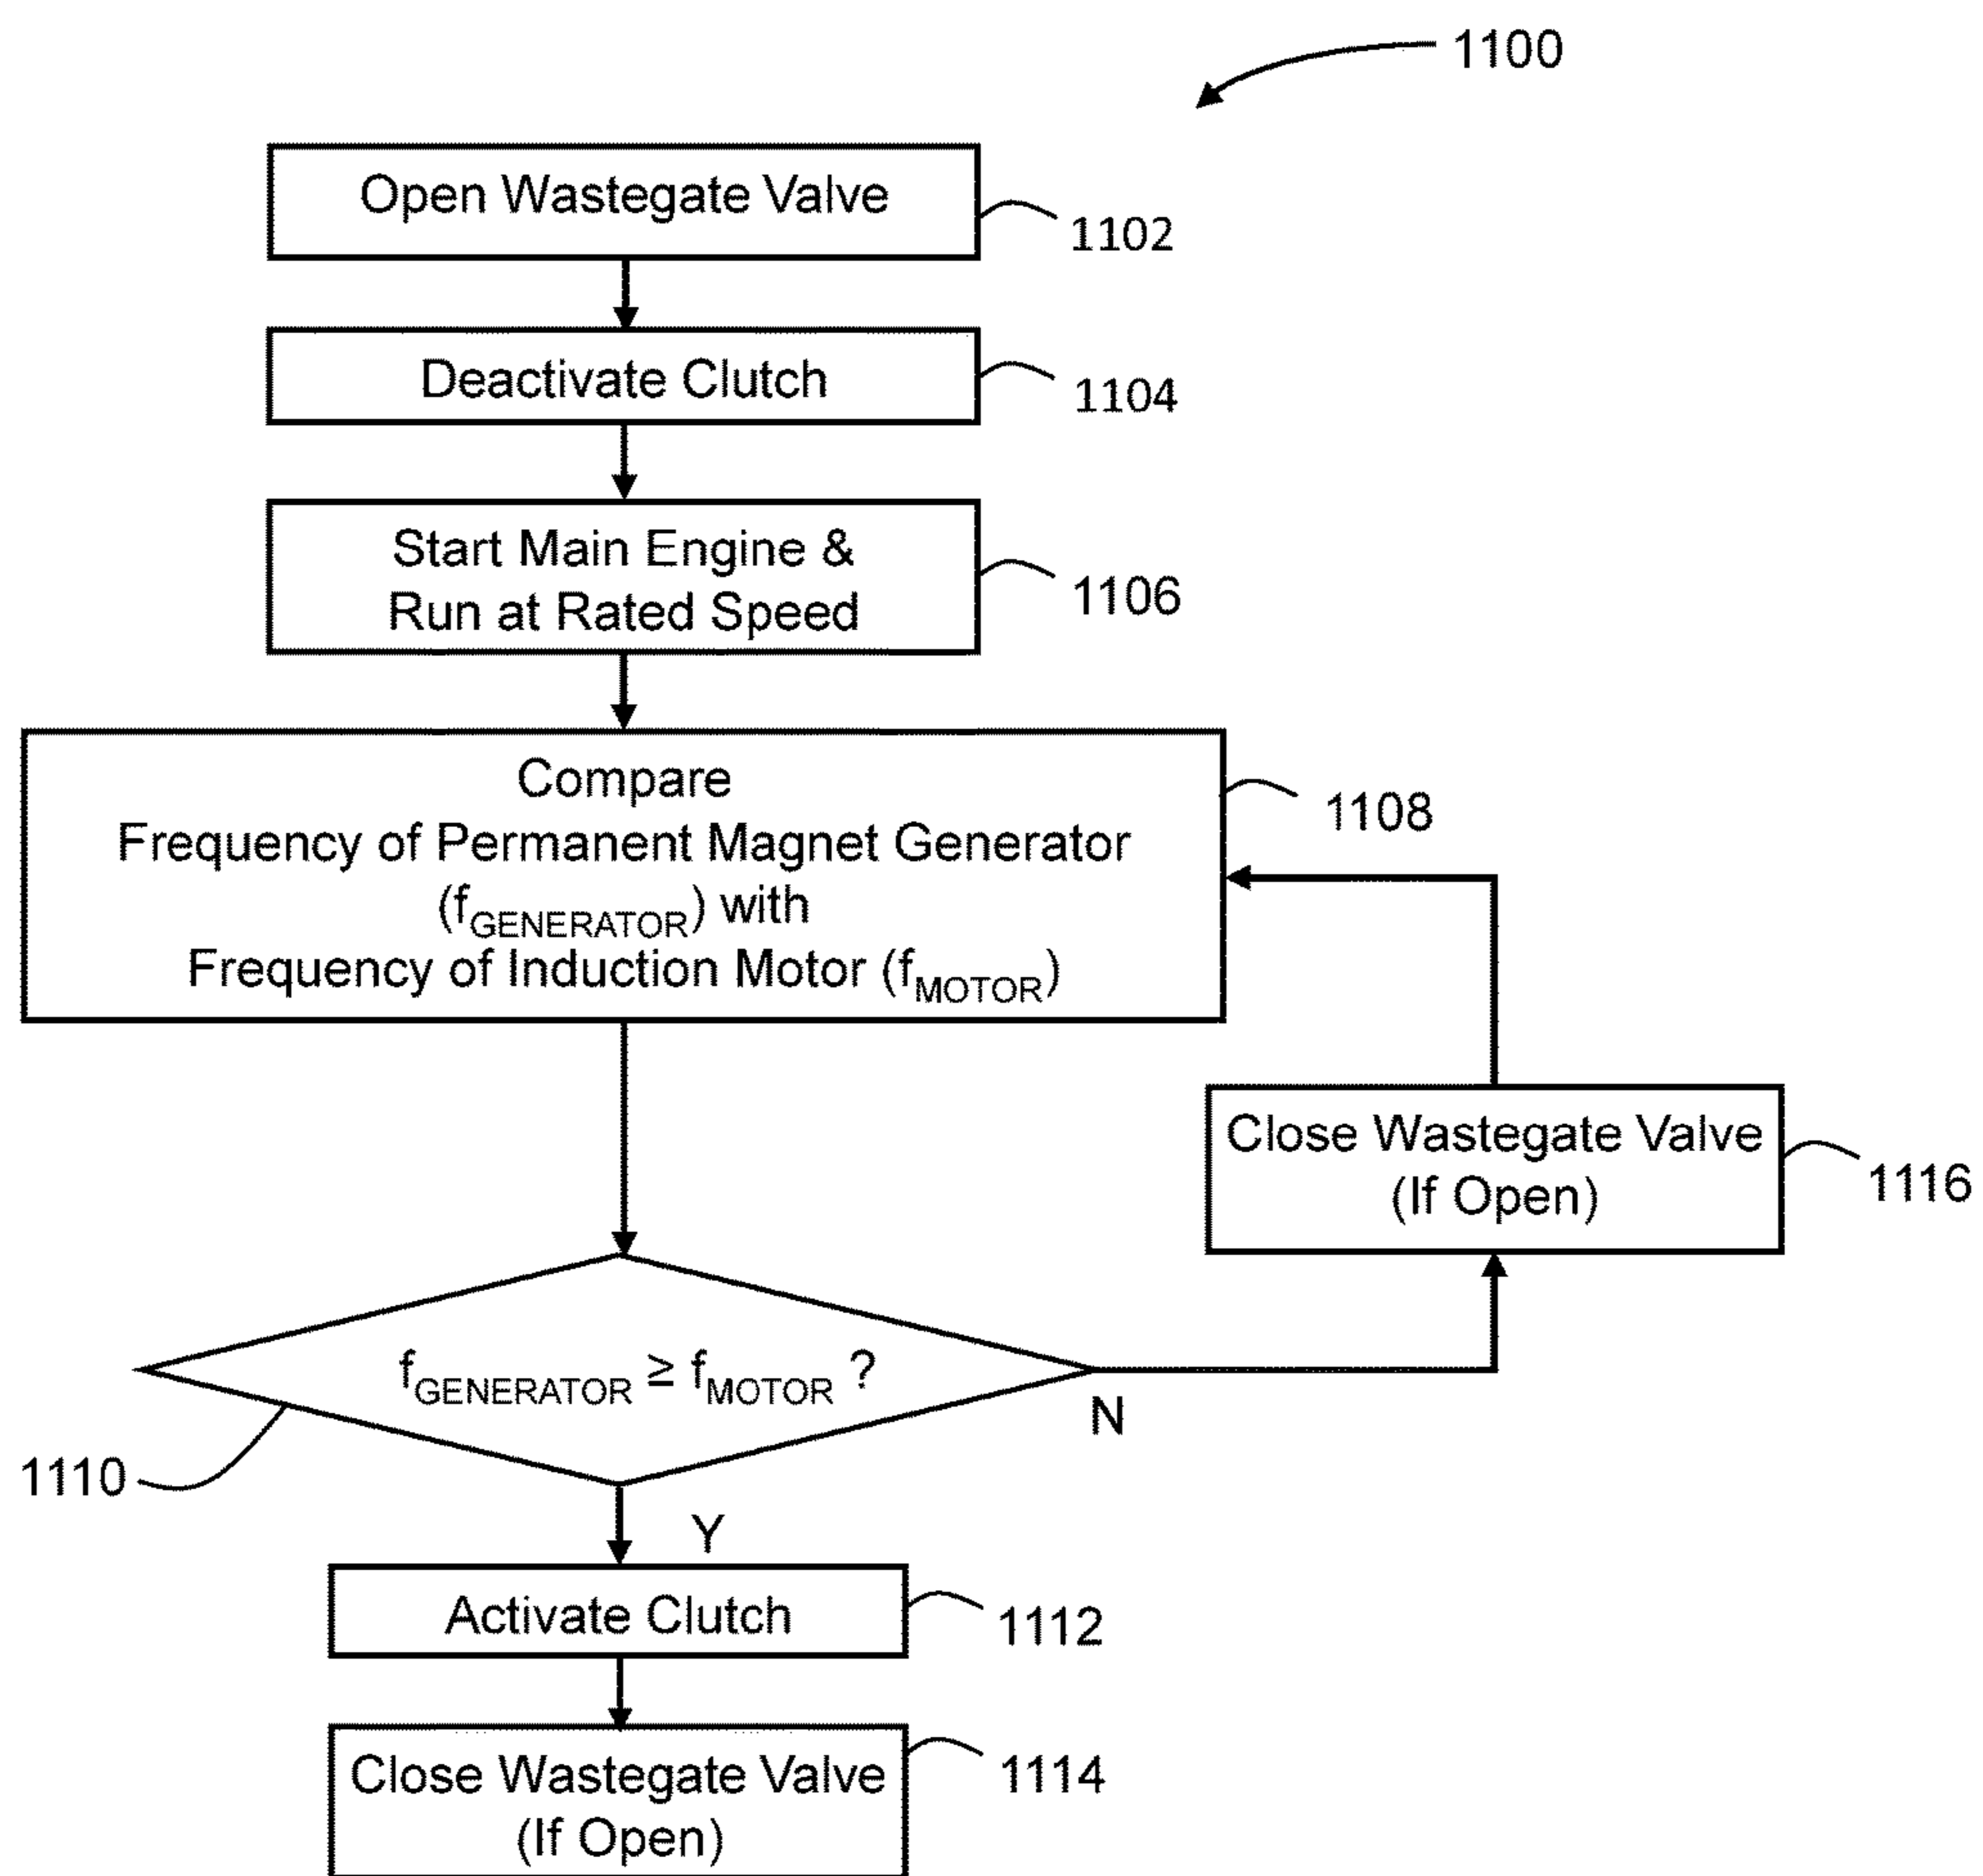 1100
Open Wastegate Valve
1102
Deactivate Clutch
1104
Start Main Engine &
Run at Rated Speed
1106
Compare
Frequency of Permanent Magnet Generator
(fGENERATOR) with
Frequency of Induction Motor (fMOTOR)
1108
Close Wastegate Valve
(If Open)
1116
fGENERATOR ≥ fMOTOR ?
N
1110
Y
Activate Clutch
1112
Close Wastegate Valve
(If Open)
1114